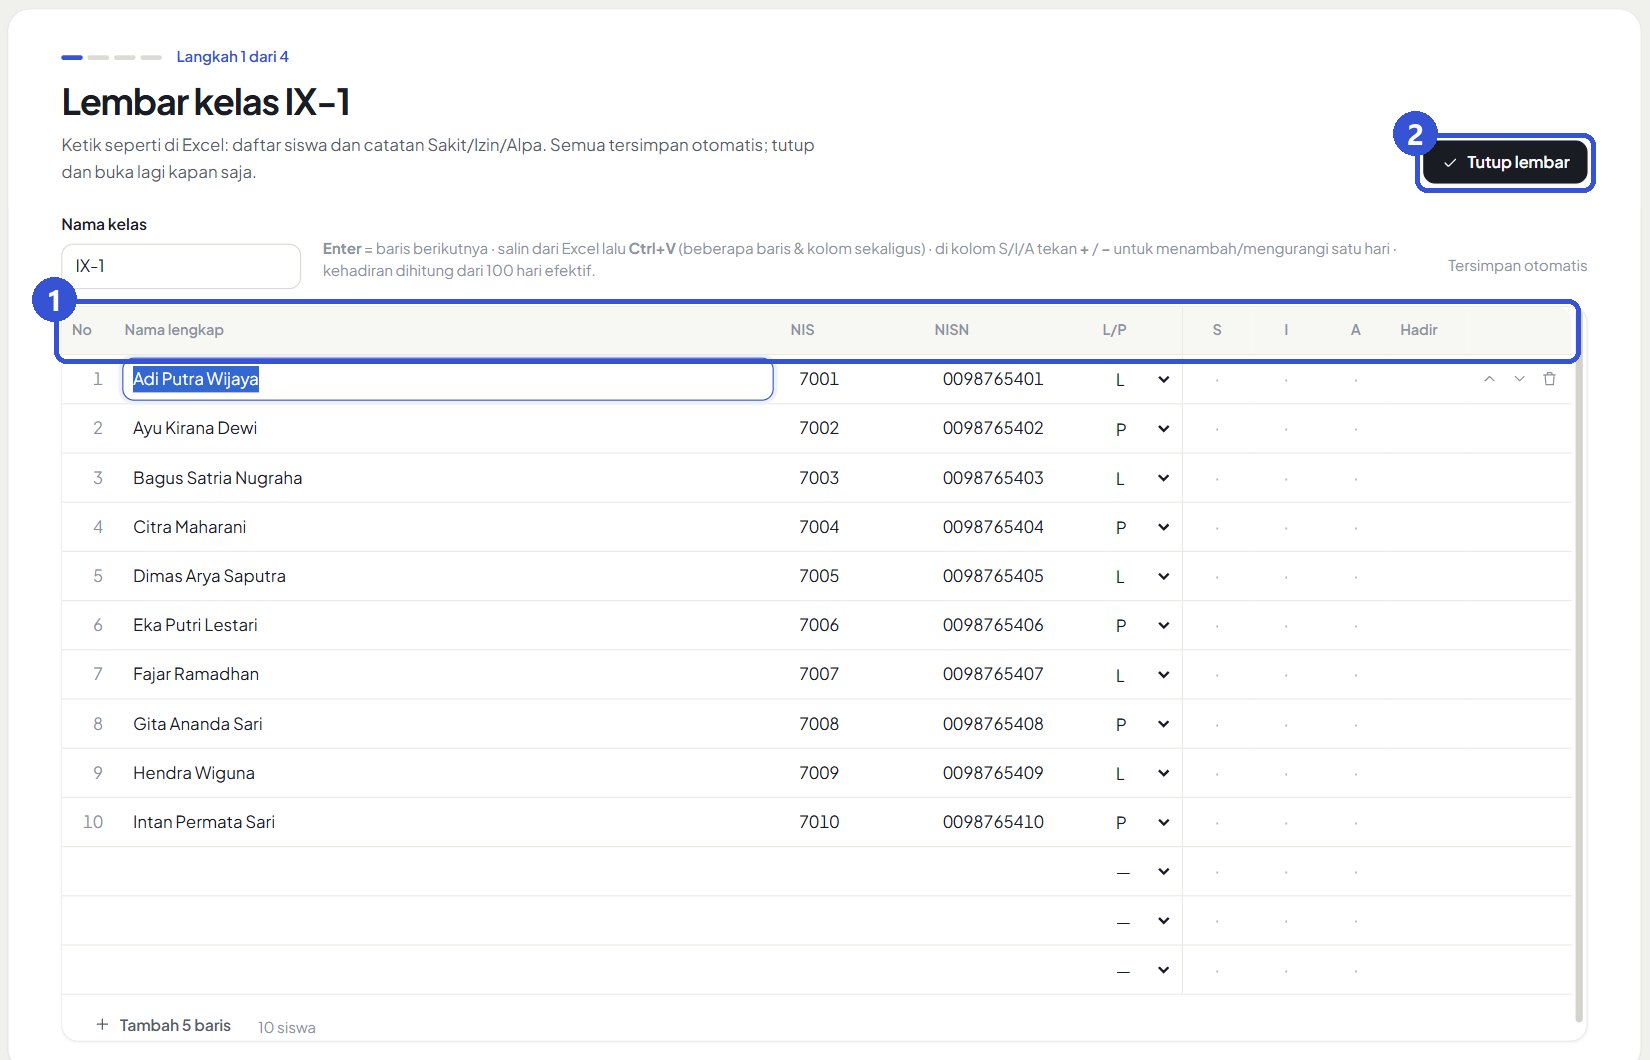 Langkah 1 dari 4
Lembar kelas IX-1
Ketik seperti di Excel: daftar siswa dan catatan Sakit/Izin/Alpa. Semua tersimpan otomatis; tutup
dan buka lagi kapan saja.
2
✓ Tutup lembar
Nama kelas
IX-1
Enter = baris berikutnya · salin dari Excel lalu Ctrl+V (beberapa baris & kolom sekaligus) · di kolom S/I/A tekan + / − untuk menambah/mengurangi satu hari ·
kehadiran dihitung dari 100 hari efektif.
Tersimpan otomatis
1
No Nama lengkap NIS NISN L/P S I A Hadir
1 Adi Putra Wijaya 7001 0098765401 L · · ·
2 Ayu Kirana Dewi 7002 0098765402 P · · ·
3 Bagus Satria Nugraha 7003 0098765403 L · · ·
4 Citra Maharani 7004 0098765404 P · · ·
5 Dimas Arya Saputra 7005 0098765405 L · · ·
6 Eka Putri Lestari 7006 0098765406 P · · ·
7 Fajar Ramadhan 7007 0098765407 L · · ·
8 Gita Ananda Sari 7008 0098765408 P · · ·
9 Hendra Wiguna 7009 0098765409 L · · ·
10 Intan Permata Sari 7010 0098765410 P · · ·
— · · ·
— · · ·
— · · ·
+ Tambah 5 baris 10 siswa